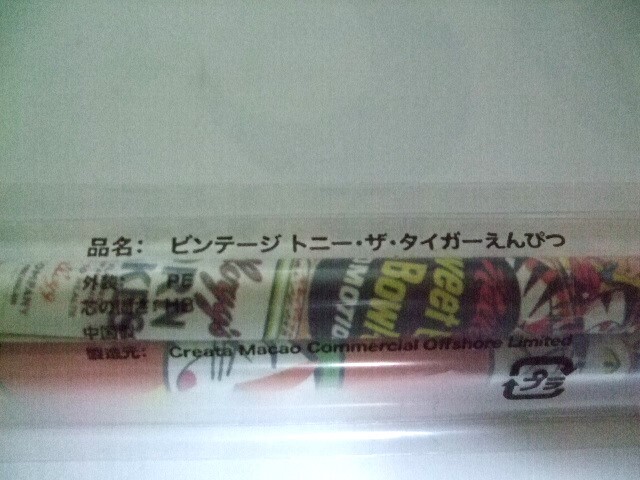 品名: ビンテージ トニー・ザ・タイガーえんぴつ
外装: PE
芯の硬さ: HB
中国製
製造元: Creata Macao Commercial Offshore Limited
プラ
Kellogg's
Bowl